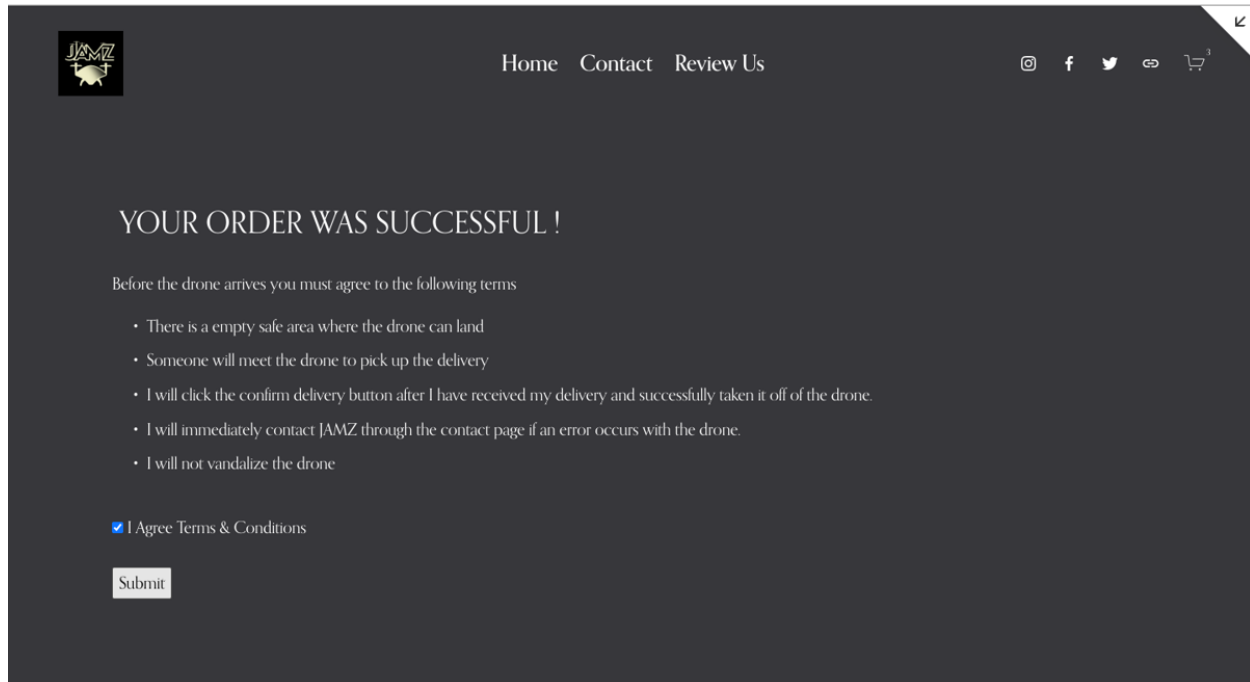 JAMZ
Home Contact Review Us
3
YOUR ORDER WAS SUCCESSFUL !
Before the drone arrives you must agree to the following terms
• There is a empty safe area where the drone can land
• Someone will meet the drone to pick up the delivery
• I will click the confirm delivery button after I have received my delivery and successfully taken it off of the drone.
• I will immediately contact JAMZ through the contact page if an error occurs with the drone.
• I will not vandalize the drone
I Agree Terms & Conditions
Submit